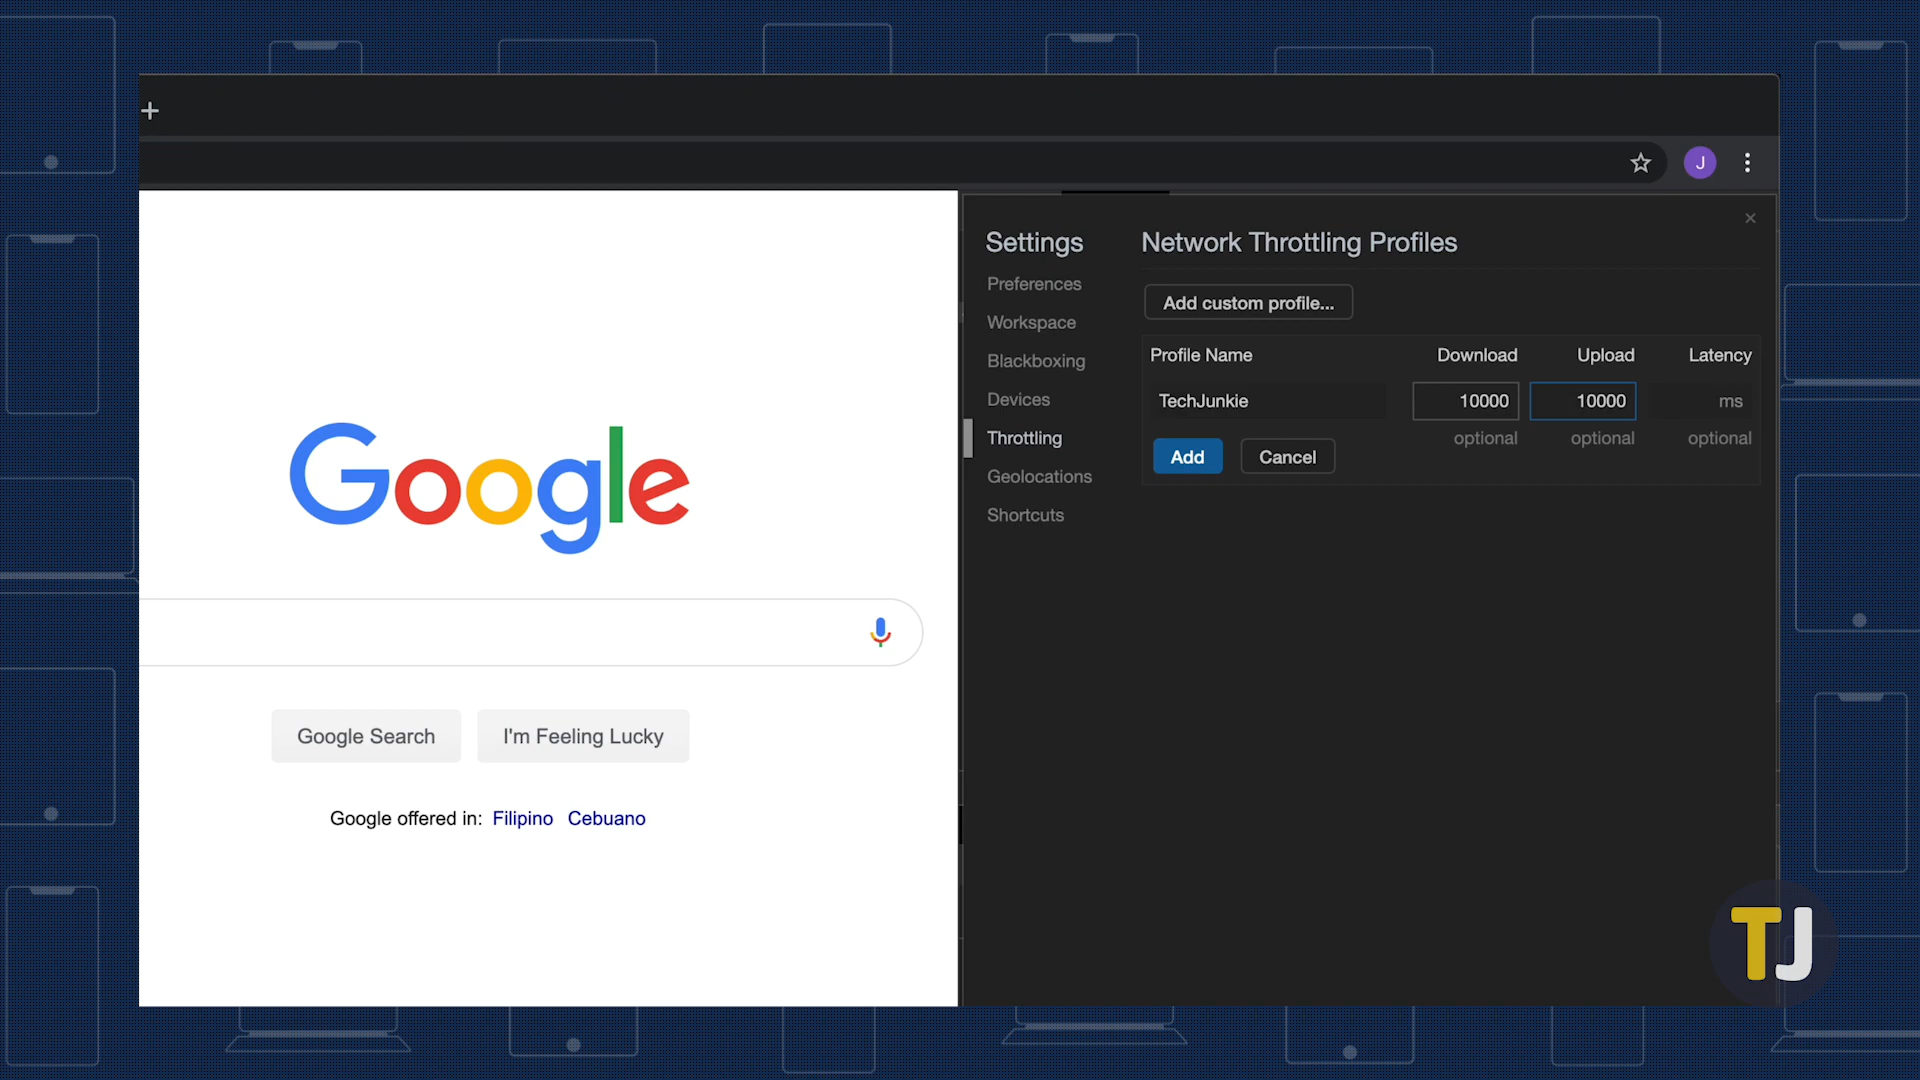 J
Settings
Preferences
Workspace
Blackboxing
Devices
Throttling
Geolocations
Shortcuts
Network Throttling Profiles
Add custom profile...
Profile Name Download Upload Latency
TechJunkie 10000 10000 ms
optional optional optional
Add Cancel
Google
Google Search I'm Feeling Lucky
Google offered in: Filipino Cebuano
TJ